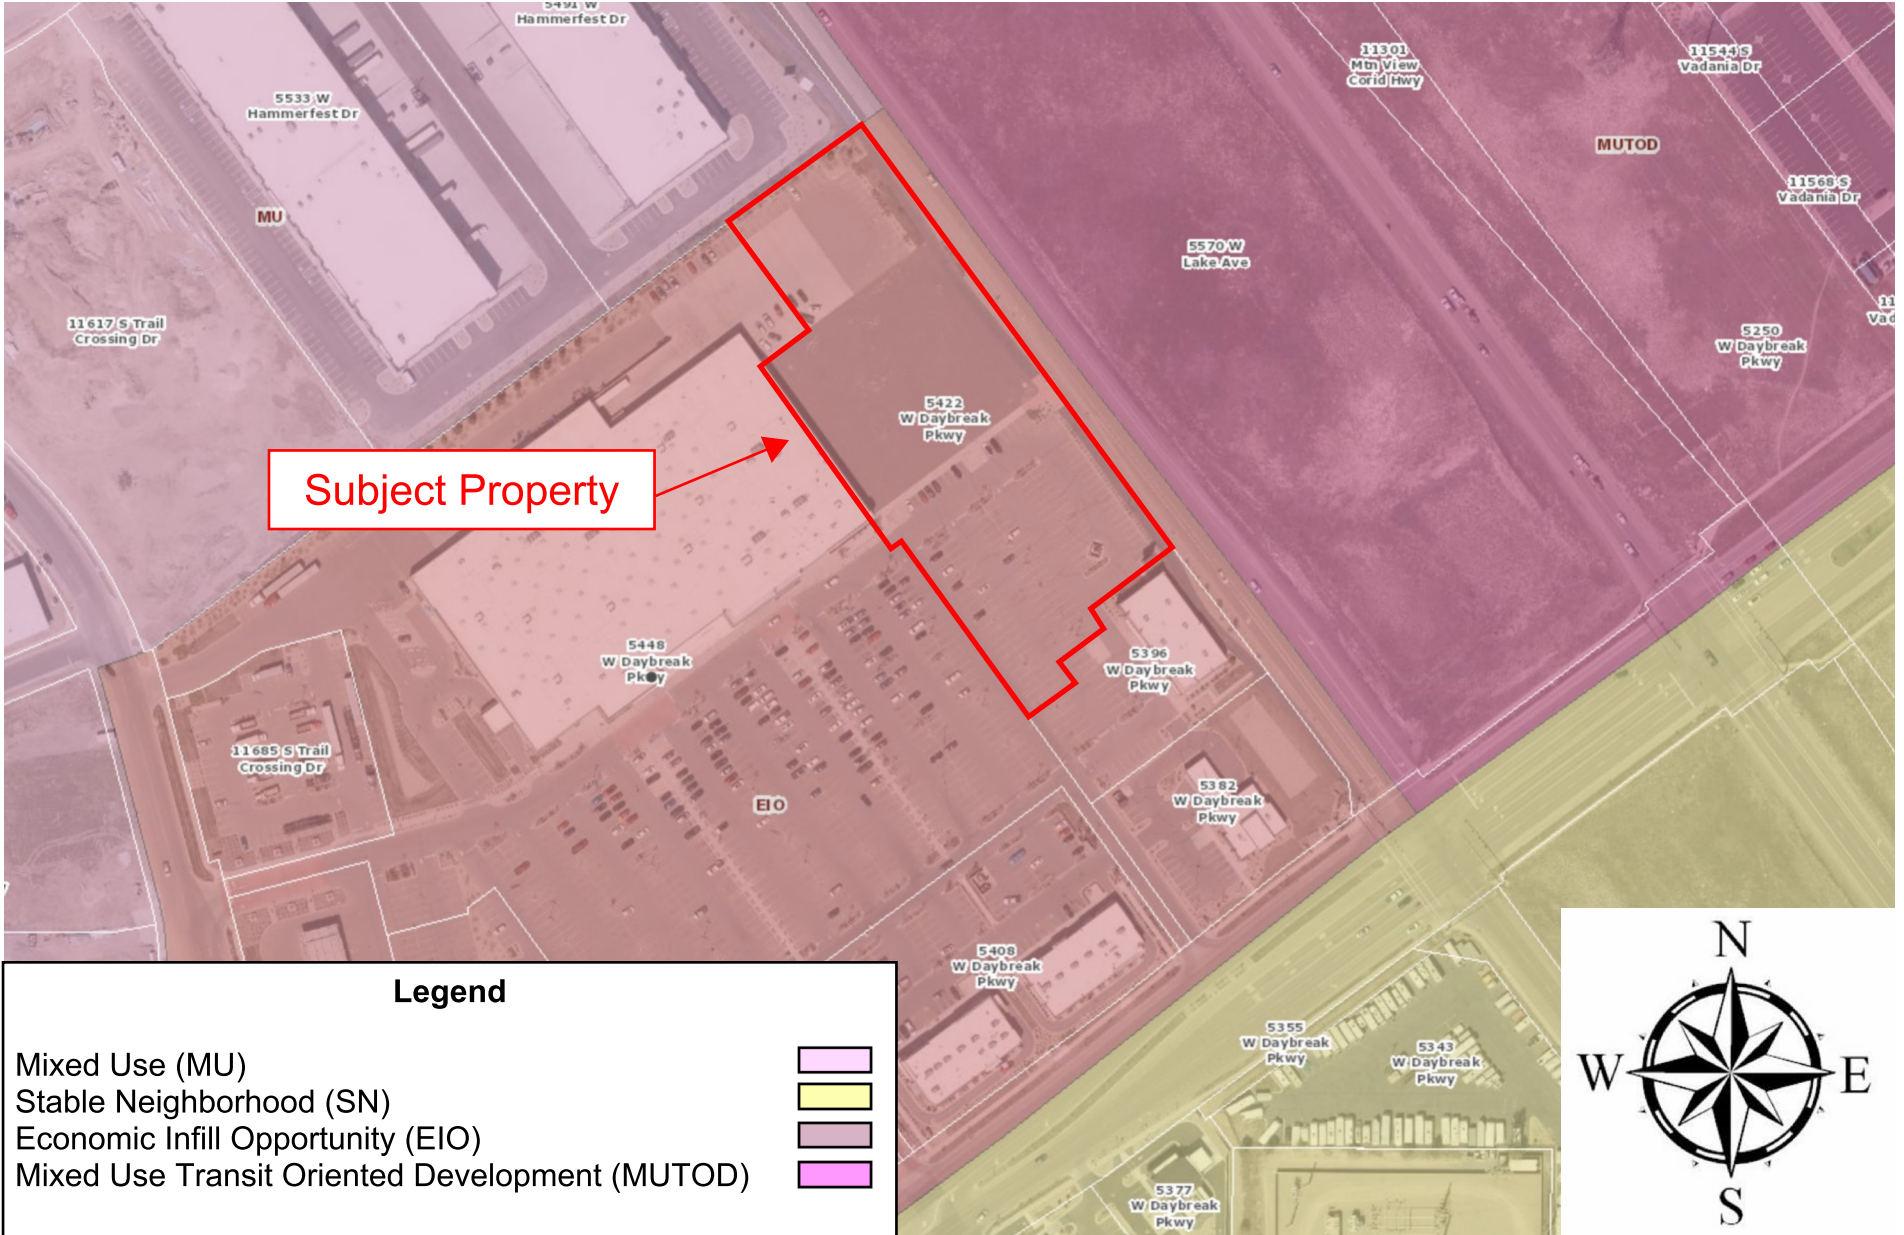 5491 W
Hammerfest Dr
5533 W
Hammerfest Dr
11301
Mtn View
Corid Hwy
11544 S
Vadania Dr
MUTOD
11568 S
Vadania Dr
MU
5570 W
Lake Ave
11617 S Trail
Crossing Dr
5250
W Daybreak
Pkwy
5422
W Daybreak
Pkwy
Subject Property
5448
W Daybreak
Pkwy
5396
W Daybreak
Pkwy
11685 S Trail
Crossing Dr
EIO
5382
W Daybreak
Pkwy
5408
W Daybreak
Pkwy
5355
W Daybreak
Pkwy
5343
W Daybreak
Pkwy
5377
W Daybreak
Pkwy
Legend
Mixed Use (MU)
Stable Neighborhood (SN)
Economic Infill Opportunity (EIO)
Mixed Use Transit Oriented Development (MUTOD)
N
W
E
S